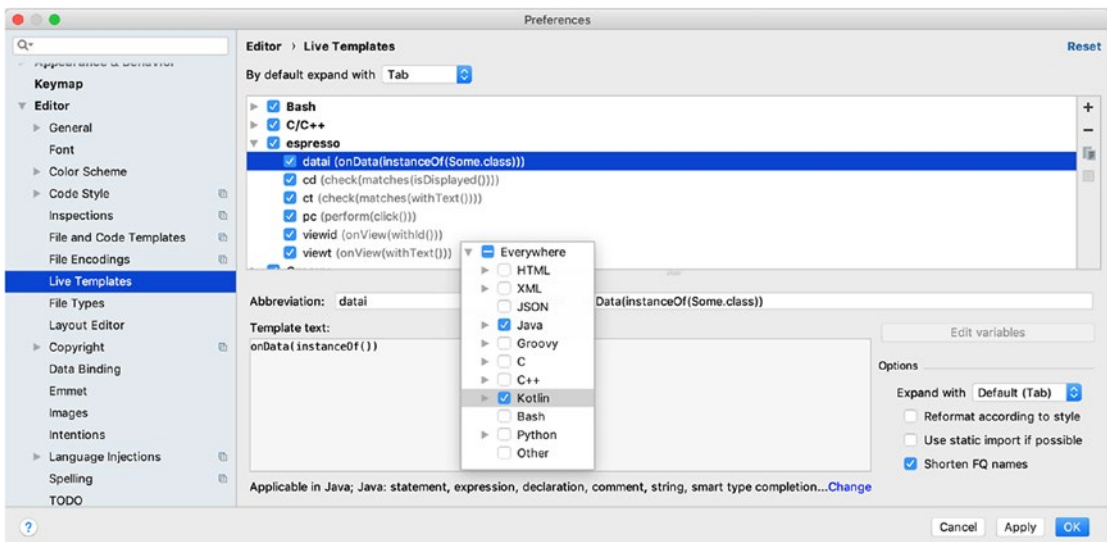 Preferences
Editor › Live Templates
Reset
By default expand with Tab
Keymap
Editor
General
Font
Color Scheme
Code Style
Inspections
File and Code Templates
File Encodings
Live Templates
File Types
Layout Editor
Copyright
Data Binding
Emmet
Images
Intentions
Language Injections
Spelling
TODO
Bash
C/C++
espresso
datai (onData(instanceOf(Some.class)))
cd (check(matches(isDisplayed())))
ct (check(matches(withText())))
pc (perform(click()))
viewid (onView(withId()))
viewt (onView(withText()))
Everywhere
HTML
XML
JSON
Java
Groovy
C
C++
Kotlin
Bash
Python
Other
Abbreviation: datai
Data(instanceOf(Some.class))
Template text:
onData(instanceOf())
Edit variables
Options
Expand with Default (Tab)
Reformat according to style
Use static import if possible
Shorten FQ names
Applicable in Java; Java: statement, expression, declaration, comment, string, smart type completion...Change
?
Cancel
Apply
OK